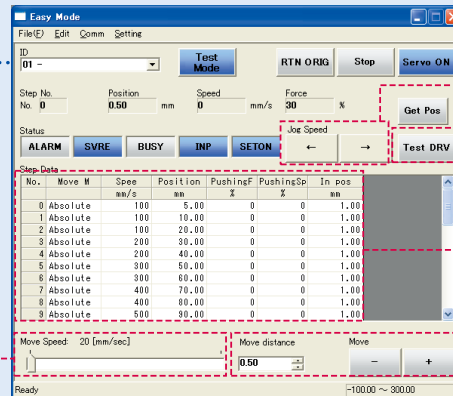 Easy Mode
File(F) Edit Comm Setting
ID
01 -
Test Mode
RTN ORIG
Stop
Servo ON
Step No. Position Speed Force
No. 0 0.50 mm 0 mm/s 30 %
Get Pos
Status
Jog Speed
ALARM SVRE BUSY INP SETON ← → Test DRV
Step Data
No. Move M Spee Position PushingF PushingSp In pos
mm/s mm % % mm
0 Absolute 100 5.00 0 0 1.00
1 Absolute 100 10.00 0 0 1.00
2 Absolute 100 20.00 0 0 1.00
3 Absolute 200 30.00 0 0 1.00
4 Absolute 200 40.00 0 0 1.00
5 Absolute 300 50.00 0 0 1.00
6 Absolute 300 60.00 0 0 1.00
7 Absolute 400 70.00 0 0 1.00
8 Absolute 400 80.00 0 0 1.00
9 Absolute 500 90.00 0 0 1.00
Move Speed: 20 [mm/sec] Move distance Move
0.50 - +
Ready -100.00 ~ 300.00